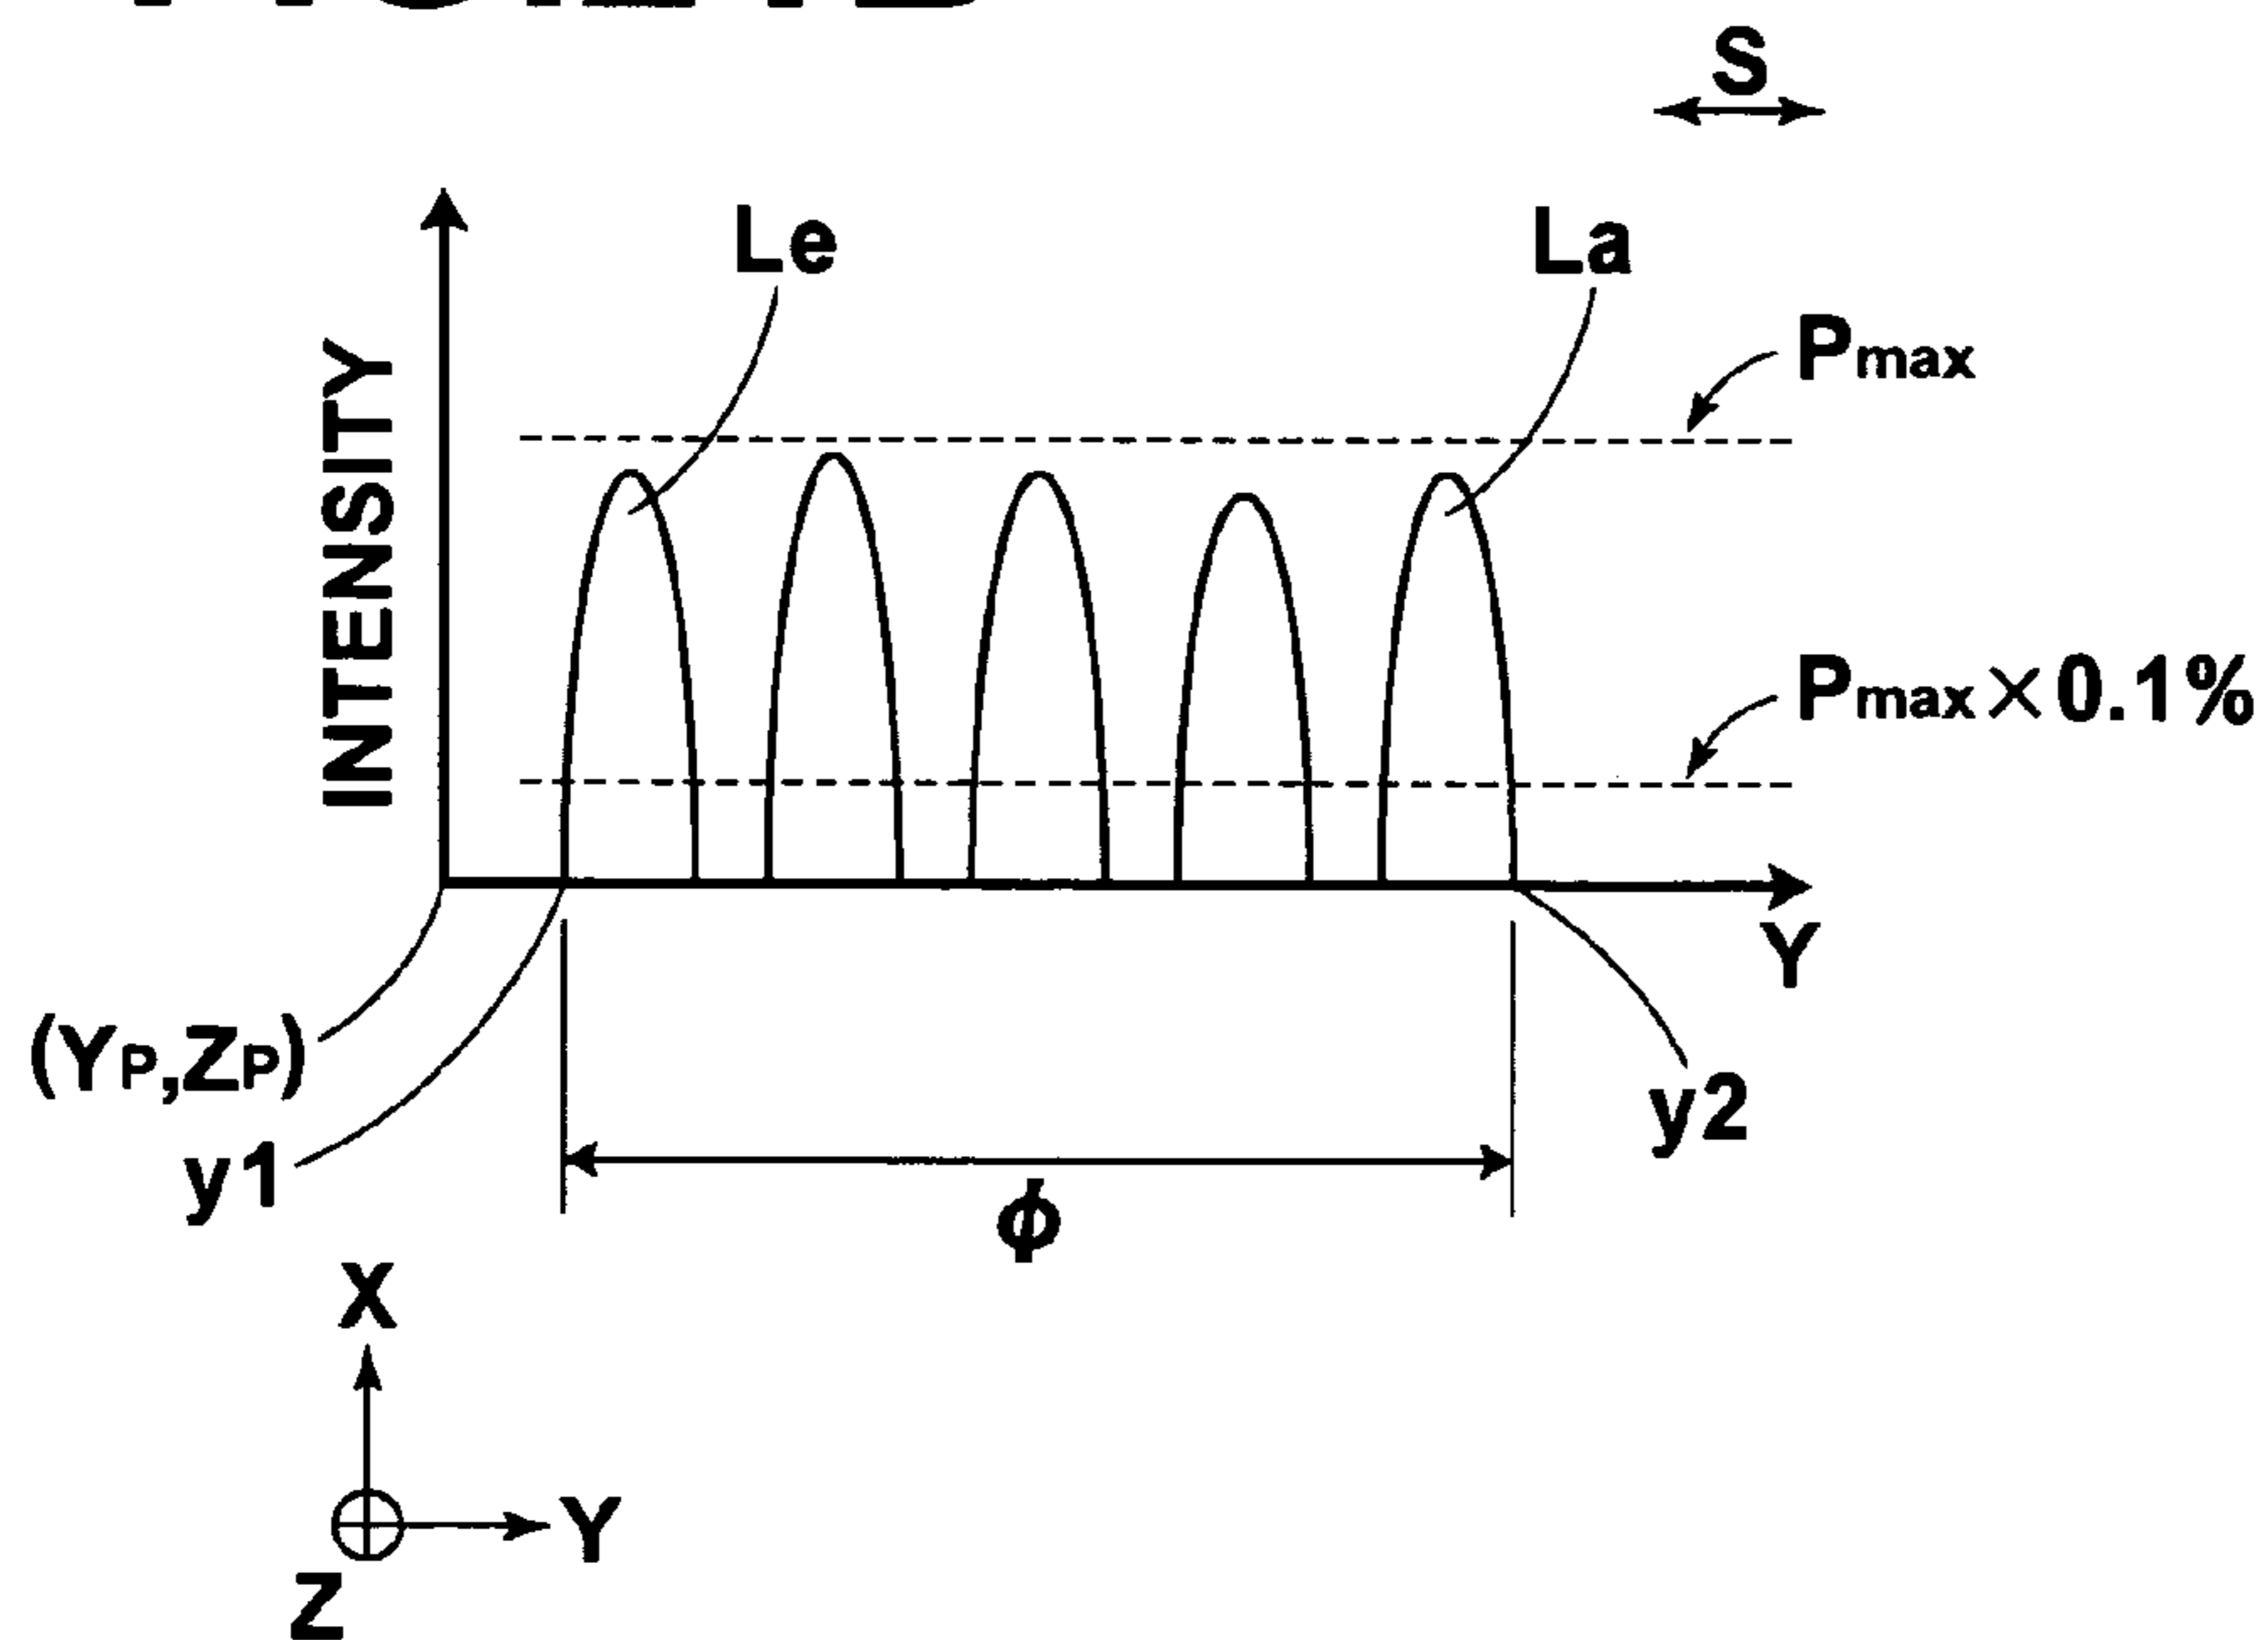 S
Le
La
Pmax
INTENSITY
Pmax×0.1%
Y
(YP,ZP)
y1
y2
ϕ
X
Y
Z